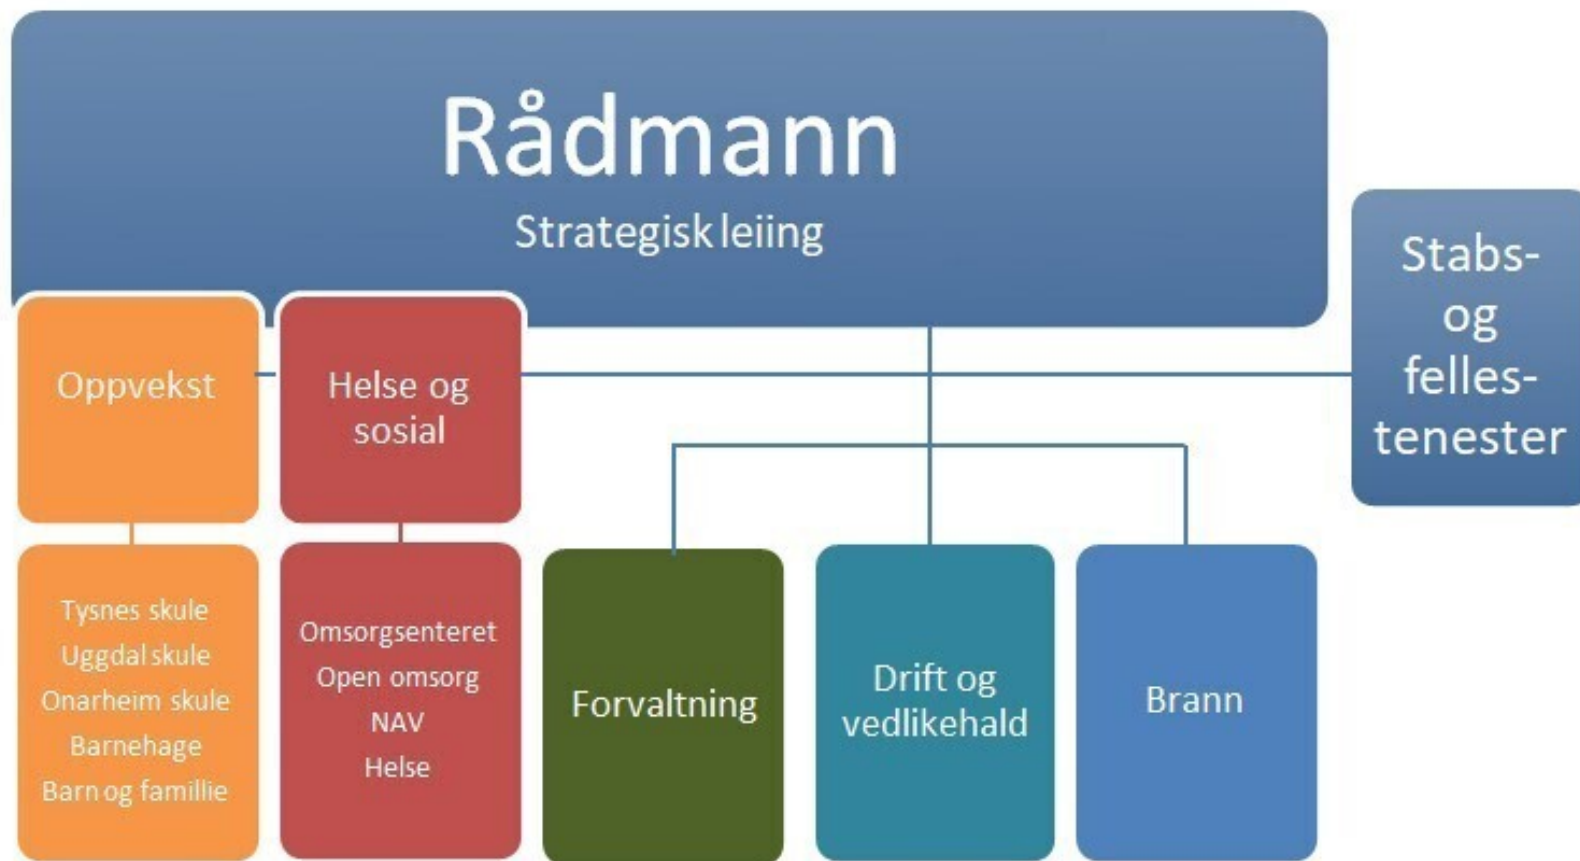 Rådmann
Strategisk leiing
Stabs-
og
felles-
tenester
Oppvekst
Helse og
sosial
Tysnes skule
Uggdal skule
Onarheim skule
Barnehage
Barn og famillie
Omsorgsenteret
Open omsorg
NAV
Helse
Forvaltning
Drift og
vedlikehald
Brann